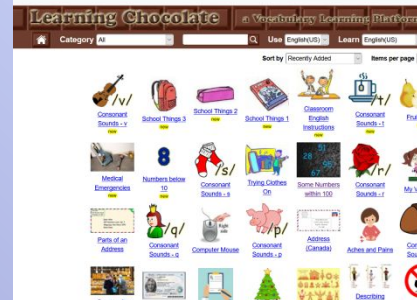 Learning Chocolate a Vocabulary Learning Platform
Category All Use English(US) Learn English(US)
Sort by Recently Added Items per page
/v/
/t/
Consonant Sounds - v
new
School Things 3
new
School Things 2
new
School Things 1
new
Classroom English Instructions
new
Consonant Sounds - t
new
8
/s/
28
67
/r/
Medical Emergencies
new
Numbers below 10
new
Consonant Sounds - s
Trying Clothes On
Some Numbers within 100
Consonant Sounds - r
/q/
/p/
Parts of an Address
Consonant Sounds - q
Computer Mouse
Consonant Sounds - p
Address (Canada)
Aches and Pains
Describing